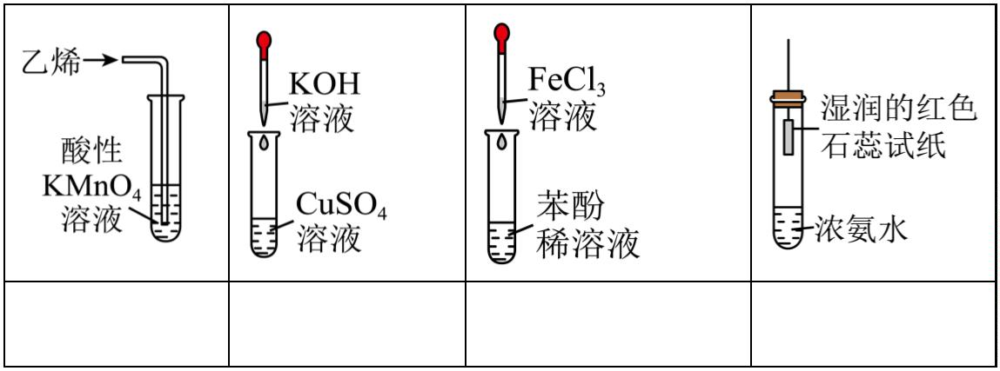 乙烯
酸性
KMnO₄
溶液
KOH
溶液
CuSO₄
溶液
FeCl₃
溶液
苯酚
稀溶液
湿润的红色
石蕊试纸
浓氨水